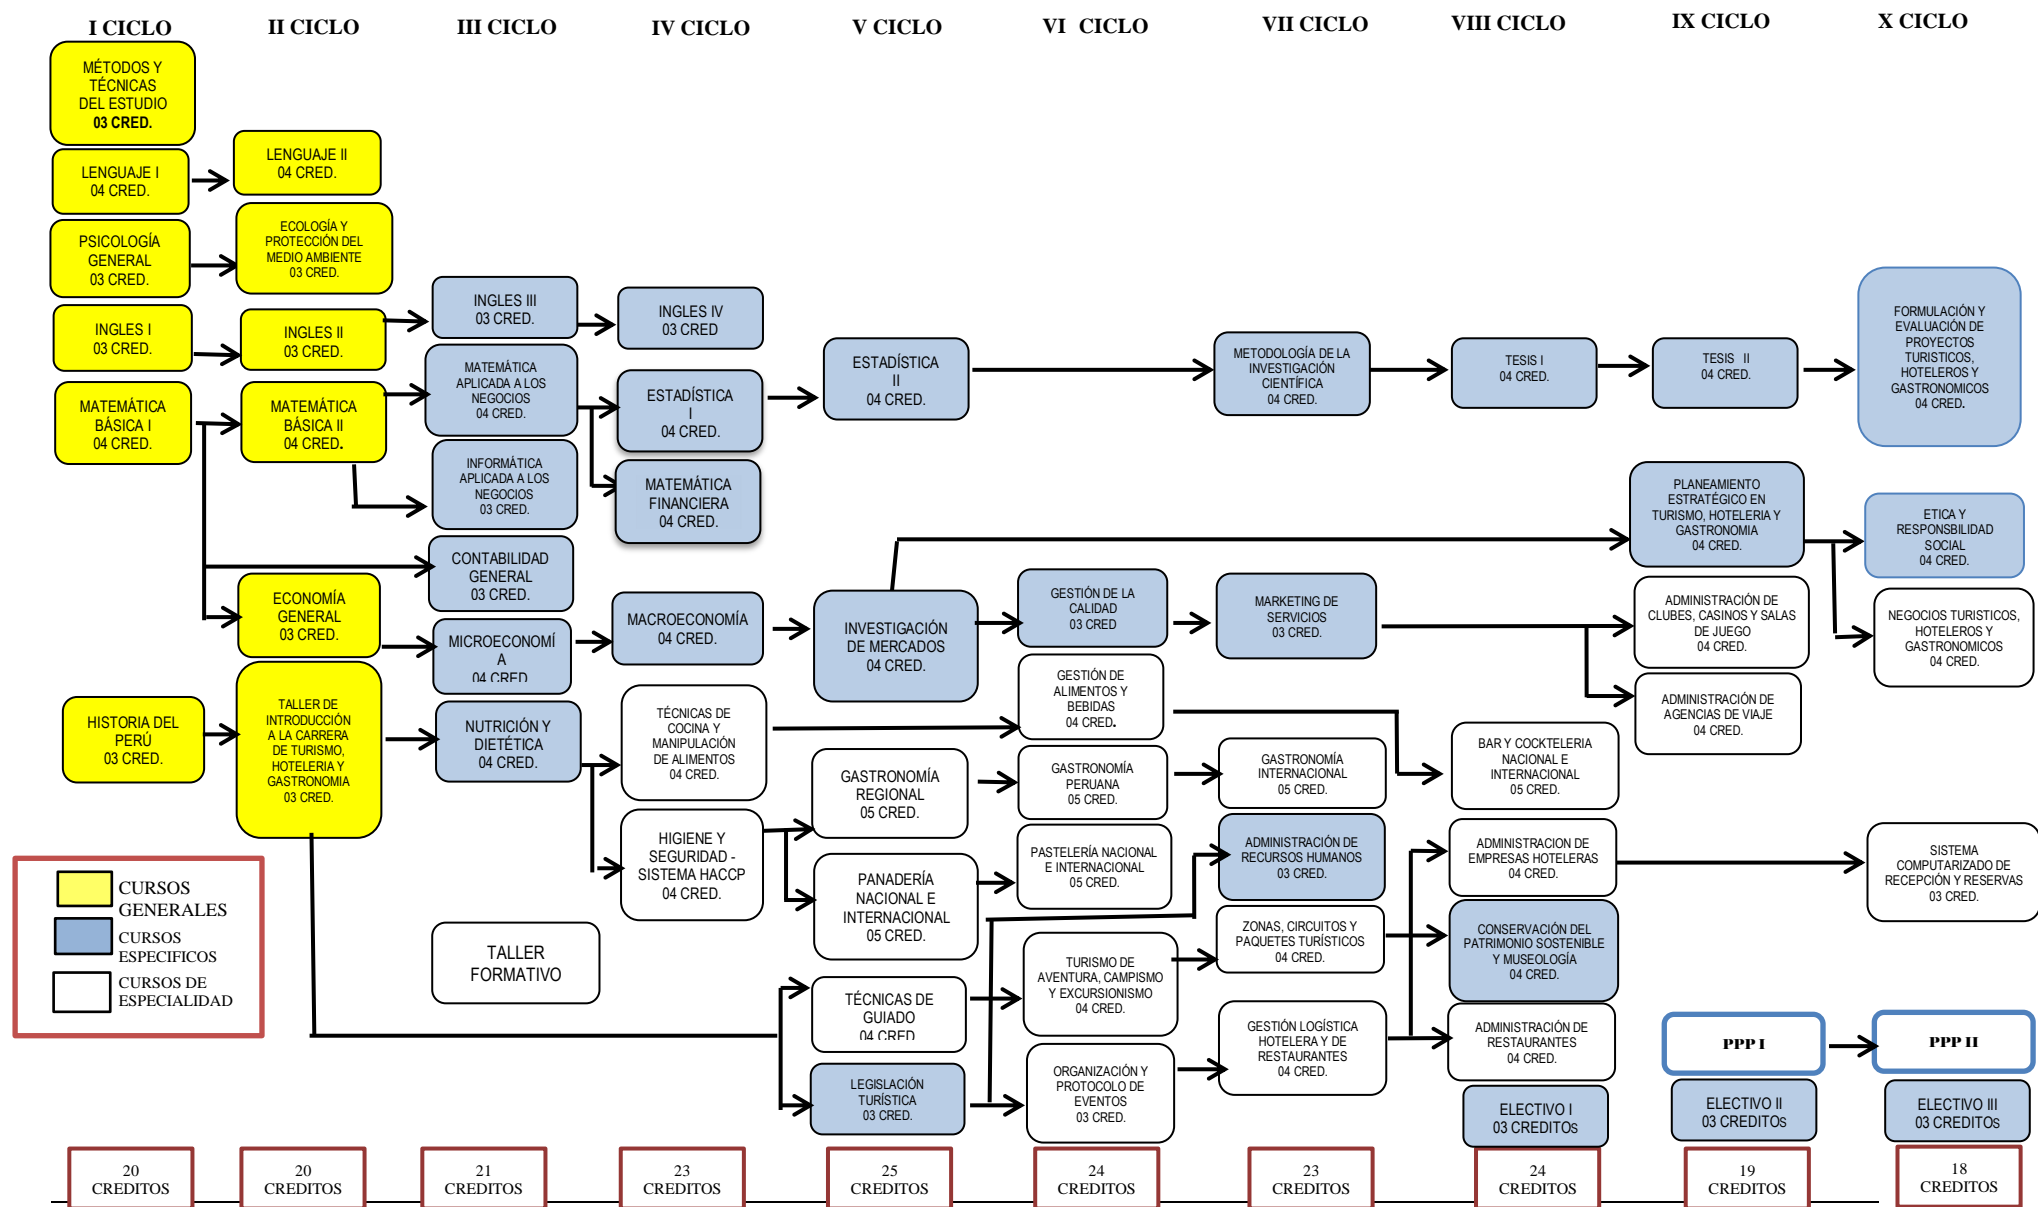 I CICLO
II CICLO
III CICLO
IV CICLO
V CICLO
VI CICLO
VII CICLO
VIII CICLO
IX CICLO
X CICLO
MÉTODOS Y
TÉCNICAS
DEL ESTUDIO
03 CRED.
LENGUAJE I
04 CRED.
PSICOLOGÍA
GENERAL
03 CRED.
INGLES I
03 CRED.
MATEMÁTICA
BÁSICA I
04 CRED.
HISTORIA DEL
PERÚ
03 CRED.
LENGUAJE II
04 CRED.
ECOLOGÍA Y
PROTECCIÓN DEL
MEDIO AMBIENTE
03 CRED.
INGLES II
03 CRED.
MATEMÁTICA
BÁSICA II
04 CRED.
ECONOMÍA
GENERAL
03 CRED.
TALLER DE
INTRODUCCIÓN
A LA CARRERA
DE TURISMO,
HOTELERIA Y
GASTRONOMIA
03 CRED.
INGLES III
03 CRED.
MATEMÁTICA
APLICADA A LOS
NEGOCIOS
04 CRED.
INFORMÁTICA
APLICADA A LOS
NEGOCIOS
03 CRED.
CONTABILIDAD
GENERAL
03 CRED.
MICROECONOMÍ
A
04 CRED
NUTRICIÓN Y
DIETÉTICA
04 CRED.
TALLER
FORMATIVO
INGLES IV
03 CRED
ESTADÍSTICA
I
04 CRED.
MATEMÁTICA
FINANCIERA
04 CRED.
MACROECONOMÍA
04 CRED.
TÉCNICAS DE
COCINA Y
MANIPULACIÓN
DE ALIMENTOS
04 CRED.
HIGIENE Y
SEGURIDAD -
SISTEMA HACCP
04 CRED.
ESTADÍSTICA
II
04 CRED.
INVESTIGACIÓN
DE MERCADOS
04 CRED.
GASTRONOMÍA
REGIONAL
05 CRED.
PANADERÍA
NACIONAL E
INTERNACIONAL
05 CRED.
TÉCNICAS DE
GUIADO
04 CRED
LEGISLACIÓN
TURÍSTICA
03 CRED.
GESTIÓN DE LA
CALIDAD
03 CRED
GESTIÓN DE
ALIMENTOS Y
BEBIDAS
04 CRED.
GASTRONOMÍA
PERUANA
05 CRED.
PASTELERÍA NACIONAL
E INTERNACIONAL
05 CRED.
TURISMO DE
AVENTURA, CAMPISMO
Y EXCURSIONISMO
04 CRED.
ORGANIZACIÓN Y
PROTOCOLO DE
EVENTOS
03 CRED.
METODOLOGÍA DE LA
INVESTIGACIÓN
CIENTÍFICA
04 CRED.
MARKETING DE
SERVICIOS
03 CRED.
GASTRONOMÍA
INTERNACIONAL
05 CRED.
ADMINISTRACIÓN DE
RECURSOS HUMANOS
03 CRED.
ZONAS, CIRCUITOS Y
PAQUETES TURÍSTICOS
04 CRED.
GESTIÓN LOGÍSTICA
HOTELERA Y DE
RESTAURANTES
04 CRED.
TESIS I
04 CRED.
BAR Y COCKTELERIA
NACIONAL E
INTERNACIONAL
05 CRED.
ADMINISTRACION DE
EMPRESAS HOTELERAS
04 CRED.
CONSERVACIÓN DEL
PATRIMONIO SOSTENIBLE
Y MUSEOLOGÍA
04 CRED.
ADMINISTRACIÓN DE
RESTAURANTES
04 CRED.
ELECTIVO I
03 CREDITOS
TESIS II
04 CRED.
PLANEAMIENTO
ESTRATÉGICO EN
TURISMO, HOTELERIA Y
GASTRONOMIA
04 CRED.
ADMINISTRACIÓN DE
CLUBES, CASINOS Y SALAS
DE JUEGO
04 CRED.
ADMINISTRACIÓN DE
AGENCIAS DE VIAJE
04 CRED.
PPP I
ELECTIVO II
03 CREDITOS
FORMULACIÓN Y
EVALUACIÓN DE
PROYECTOS
TURISTICOS,
HOTELEROS Y
GASTRONOMICOS
04 CRED.
ETICA Y
RESPONSBILIDAD
SOCIAL
04 CRED.
NEGOCIOS TURISTICOS,
HOTELEROS Y
GASTRONOMICOS
04 CRED.
SISTEMA
COMPUTARIZADO DE
RECEPCIÓN Y RESERVAS
03 CRED.
PPP II
ELECTIVO III
03 CREDITOS
CURSOS
GENERALES
CURSOS
ESPECIFICOS
CURSOS DE
ESPECIALIDAD
20
CREDITOS
20
CREDITOS
21
CREDITOS
23
CREDITOS
25
CREDITOS
24
CREDITOS
23
CREDITOS
24
CREDITOS
19
CREDITOS
18
CREDITOS